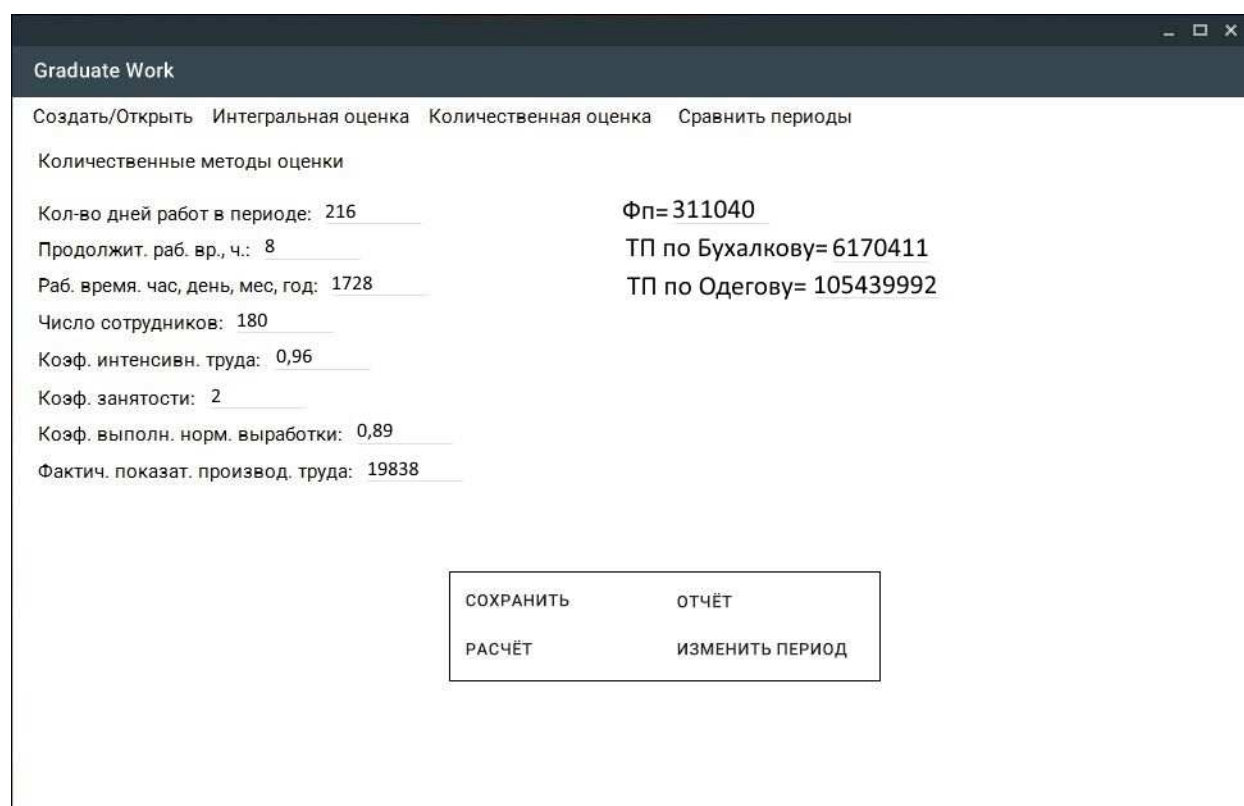 Graduate Work
Создать/Открыть Интегральная оценка Количественная оценка Сравнить периоды
Количественные методы оценки
Кол-во дней работ в периоде: 216
Продолжит. раб. вр., ч.: 8
Раб. время. час, день, мес, год: 1728
Число сотрудников: 180
Коэф. интенсивн. труда: 0,96
Коэф. занятости: 2
Коэф. выполн. норм. выработки: 0,89
Фактич. показат. производ. труда: 19838
Фп= 311040
ТП по Бухалкову= 6170411
ТП по Одегову= 105439992
СОХРАНИТЬ ОТЧЁТ
РАСЧЁТ ИЗМЕНИТЬ ПЕРИОД